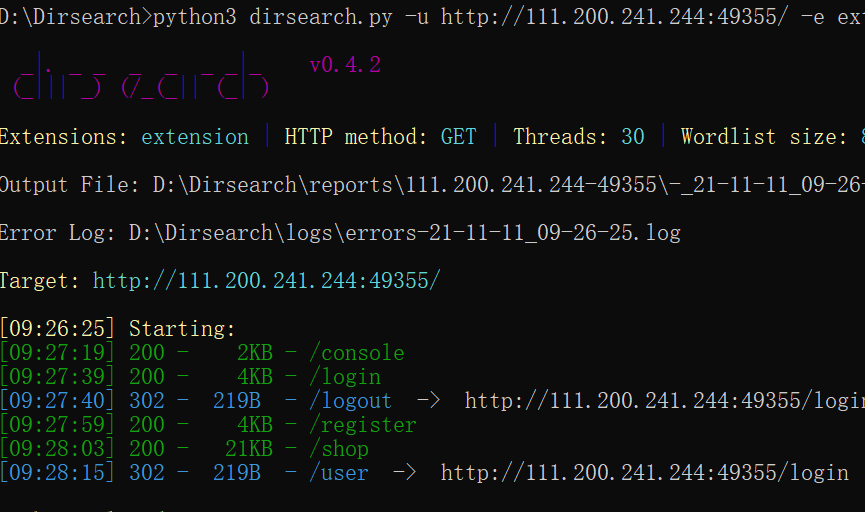 D:\Dirsearch>python3 dirsearch.py -u http://111.200.241.244:49355/ -e ext
dirsearch v0.4.2
Extensions: extension | HTTP method: GET | Threads: 30 | Wordlist size: 8
Output File: D:\Dirsearch\reports\111.200.241.244-49355\-_21-11-11_09-26-
Error Log: D:\Dirsearch\logs\errors-21-11-11_09-26-25.log
Target: http://111.200.241.244:49355/
[09:26:25] Starting:
[09:27:19] 200 -    2KB - /console
[09:27:39] 200 -    4KB - /login
[09:27:40] 302 -  219B  - /logout  ->  http://111.200.241.244:49355/login
[09:27:59] 200 -    4KB - /register
[09:28:03] 200 -   21KB - /shop
[09:28:15] 302 -  219B  - /user  ->  http://111.200.241.244:49355/login